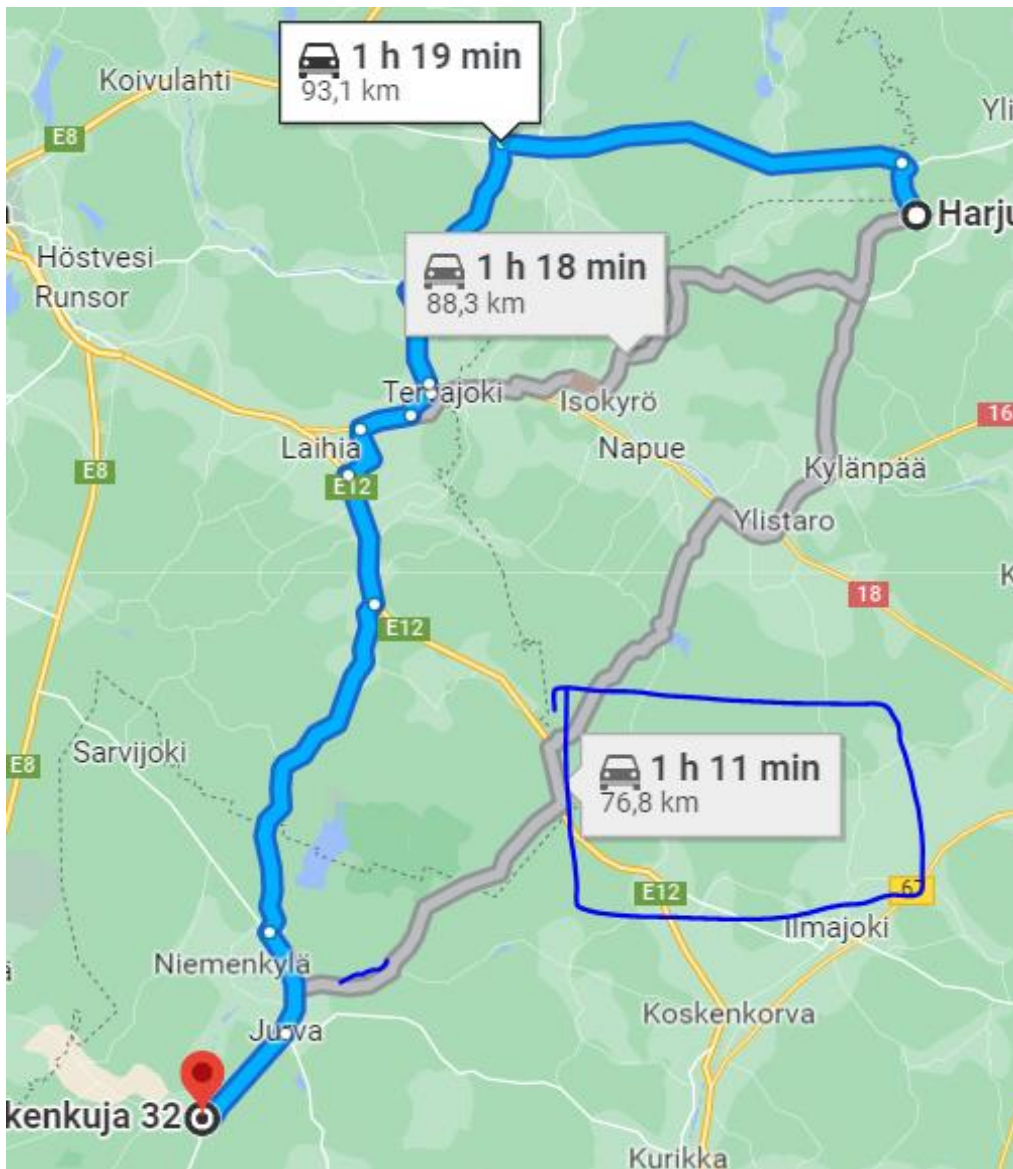 1 h 19 min
93,1 km
Koivulahti
E8
Yli
Harju
Höstvesi
Runsor
1 h 18 min
88,3 km
Tervajoki
Isokyrö
16
Laihia
Napue
Kylänpää
E8
E12
Ylistaro
K
18
E12
Sarvijoki
E8
1 h 11 min
76,8 km
67
E12
Ilmajoki
Niemenkylä
Koskenkorva
Jurva
kenkuja 32
Kurikka